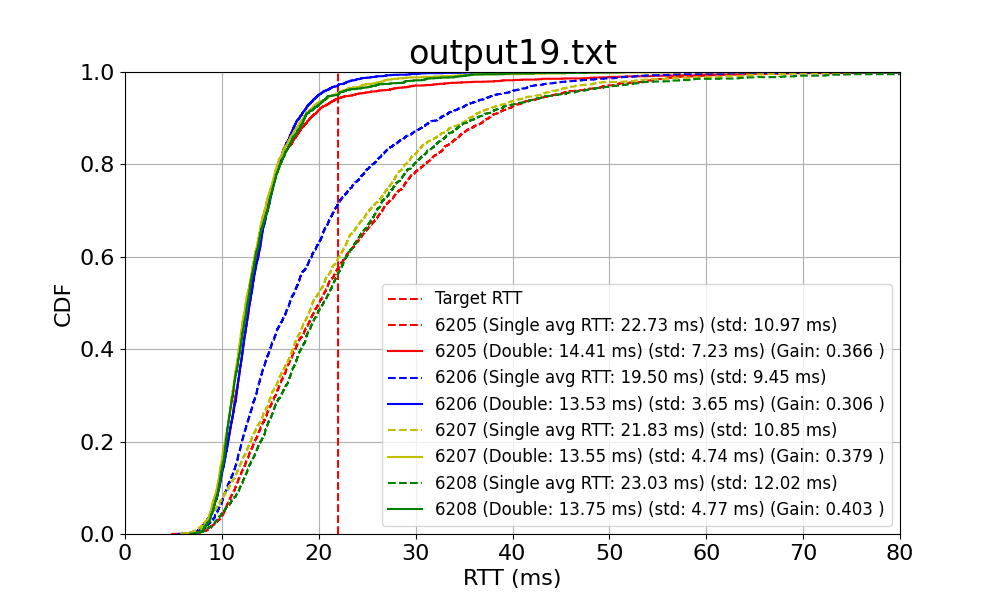 output19.txt
1.0
0.8
0.6
0.4
0.2
0.0
CDF
Target RTT
6205 (Single avg RTT: 22.73 ms) (std: 10.97 ms)
6205 (Double: 14.41 ms) (std: 7.23 ms) (Gain: 0.366 )
6206 (Single avg RTT: 19.50 ms) (std: 9.45 ms)
6206 (Double: 13.53 ms) (std: 3.65 ms) (Gain: 0.306 )
6207 (Single avg RTT: 21.83 ms) (std: 10.85 ms)
6207 (Double: 13.55 ms) (std: 4.74 ms) (Gain: 0.379 )
6208 (Single avg RTT: 23.03 ms) (std: 12.02 ms)
6208 (Double: 13.75 ms) (std: 4.77 ms) (Gain: 0.403 )
0 10 20 30 40 50 60 70 80
RTT (ms)